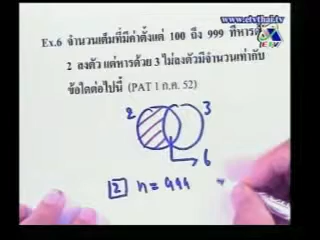 www.etvthai.tv
Ex.6 จำนวนเต็มที่มีค่าตั้งแต่ 100 ถึง 999 ที่หารด้วย
2 ลงตัว แต่หารด้วย 3 ไม่ลงตัวมีจำนวนเท่ากับ
ข้อใดต่อไปนี้ (PAT 1 ก.ค. 52)
2 3
6
2 n = 999